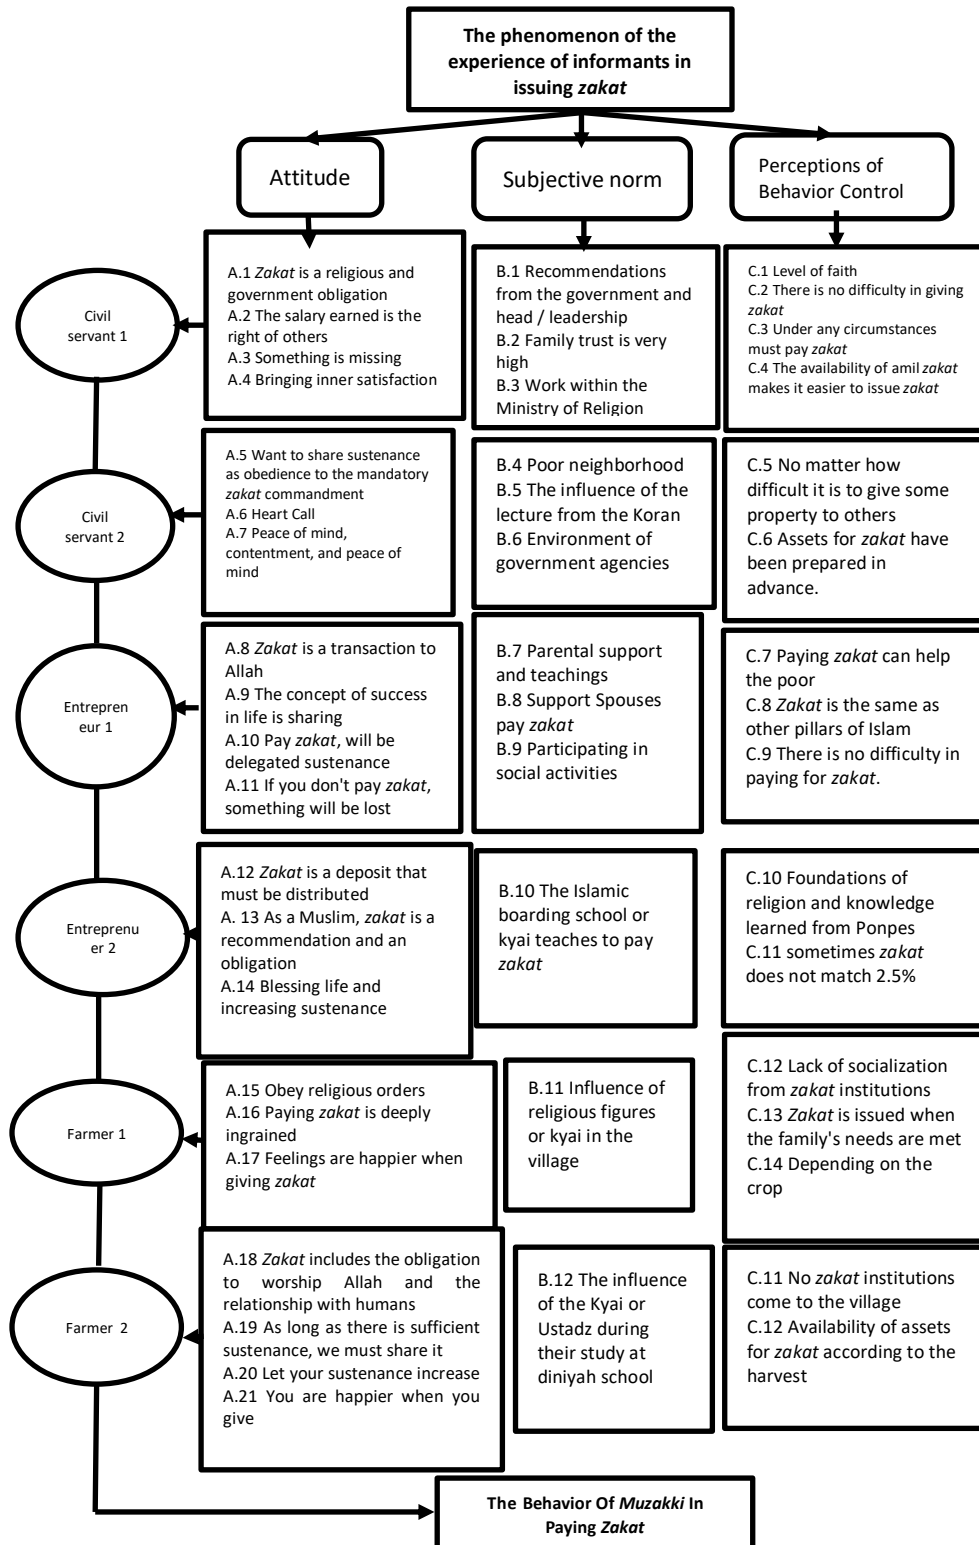 The phenomenon of the
experience of informants in
issuing zakat
Attitude
Subjective norm
Perceptions of
Behavior Control
Civil
servant 1
A.1 Zakat is a religious and
government obligation
A.2 The salary earned is the
right of others
A.3 Something is missing
A.4 Bringing inner satisfaction
B.1 Recommendations
from the government and
head / leadership
B.2 Family trust is very
high
B.3 Work within the
Ministry of Religion
C.1 Level of faith
C.2 There is no difficulty in giving
zakat
C.3 Under any circumstances
must pay zakat
C.4 The availability of amil zakat
makes it easier to issue zakat
Civil
servant 2
A.5 Want to share sustenance
as obedience to the mandatory
zakat commandment
A.6 Heart Call
A.7 Peace of mind,
contentment, and peace of
mind
B.4 Poor neighborhood
B.5 The influence of the
lecture from the Koran
B.6 Environment of
government agencies
C.5 No matter how
difficult it is to give some
property to others
C.6 Assets for zakat have
been prepared in
advance.
Entrepren
eur 1
A.8 Zakat is a transaction to
Allah
A.9 The concept of success
in life is sharing
A.10 Pay zakat, will be
delegated sustenance
A.11 If you don't pay zakat,
something will be lost
B.7 Parental support
and teachings
B.8 Support Spouses
pay zakat
B.9 Participating in
social activities
C.7 Paying zakat can help
the poor
C.8 Zakat is the same as
other pillars of Islam
C.9 There is no difficulty in
paying for zakat.
Entreprenu
er 2
A.12 Zakat is a deposit that
must be distributed
A. 13 As a Muslim, zakat is a
recommendation and an
obligation
A.14 Blessing life and
increasing sustenance
B.10 The Islamic
boarding school or
kyai teaches to pay
zakat
C.10 Foundations of
religion and knowledge
learned from Ponpes
C.11 sometimes zakat
does not match 2.5%
Farmer 1
A.15 Obey religious orders
A.16 Paying zakat is deeply
ingrained
A.17 Feelings are happier when
giving zakat
B.11 Influence of
religious figures
or kyai in the
village
C.12 Lack of socialization
from zakat institutions
C.13 Zakat is issued when
the family's needs are met
C.14 Depending on the
crop
Farmer 2
A.18 Zakat includes the obligation
to worship Allah and the
relationship with humans
A.19 As long as there is sufficient
sustenance, we must share it
A.20 Let your sustenance increase
A.21 You are happier when you
give
B.12 The influence
of the Kyai or
Ustadz during
their study at
diniyah school
C.11 No zakat institutions
come to the village
C.12 Availability of assets
for zakat according to the
harvest
The Behavior Of Muzakki In
Paying Zakat